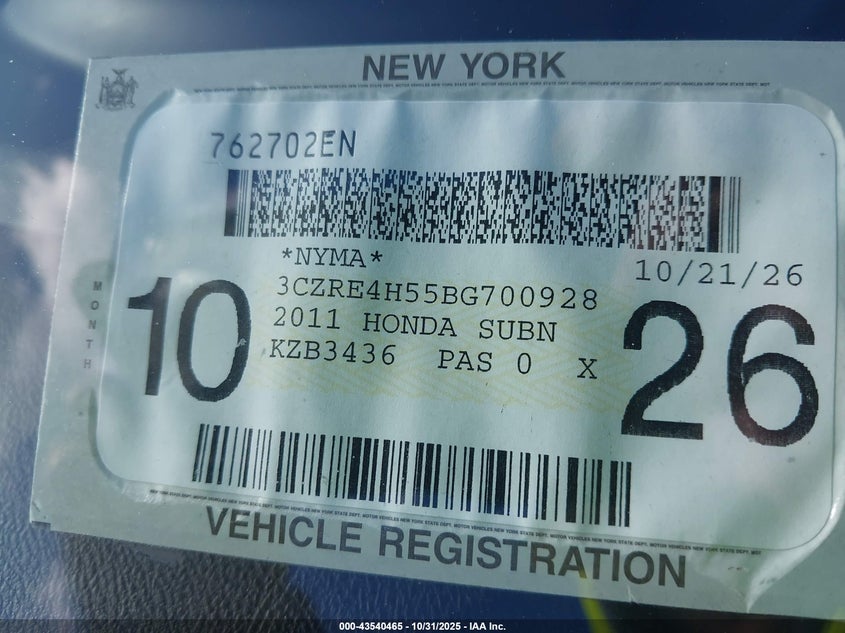 NEW YORK
762702EN
*NYMA*
10/21/26
3CZRE4H55BG700928
2011 HONDA SUBN
KZB3436 PAS 0 X
MONTH
10
26
VEHICLE REGISTRATION
000-43540465 - 10/31/2025 - IAA Inc.